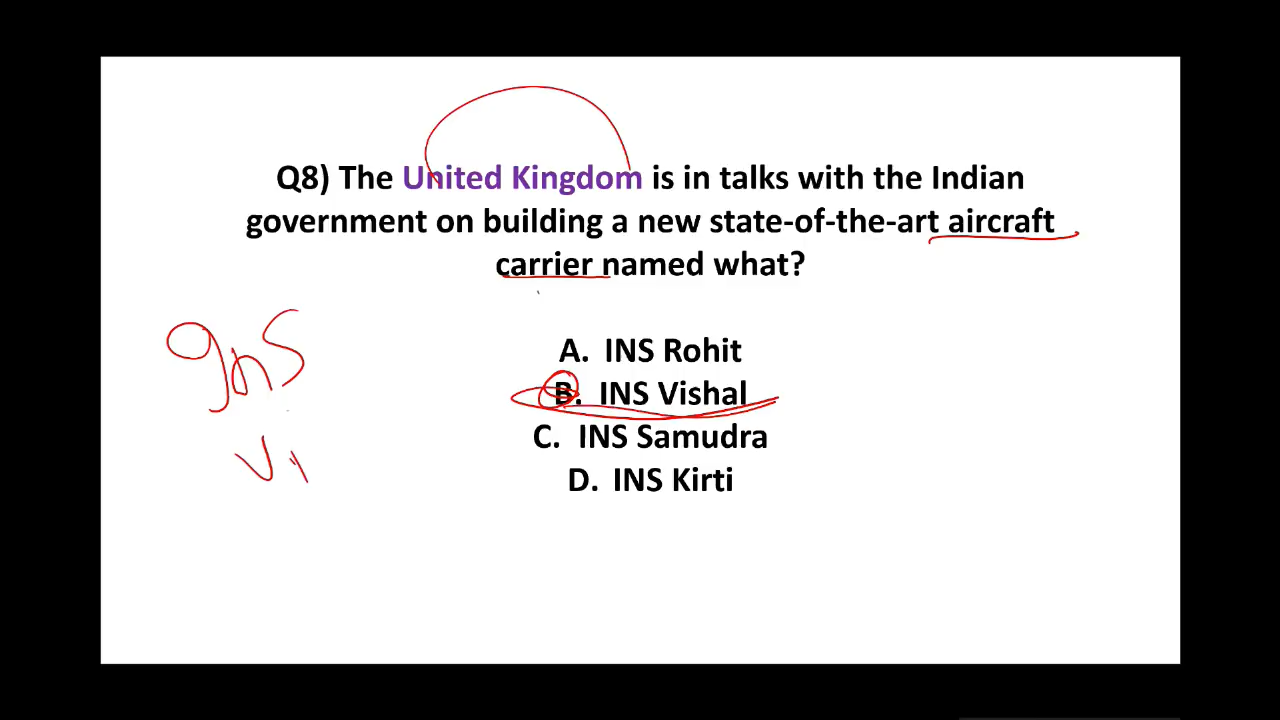 Q8) The United Kingdom is in talks with the Indian
government on building a new state-of-the-art aircraft
carrier named what?
A. INS Rohit
B. INS Vishal
C. INS Samudra
D. INS Kirti
INS